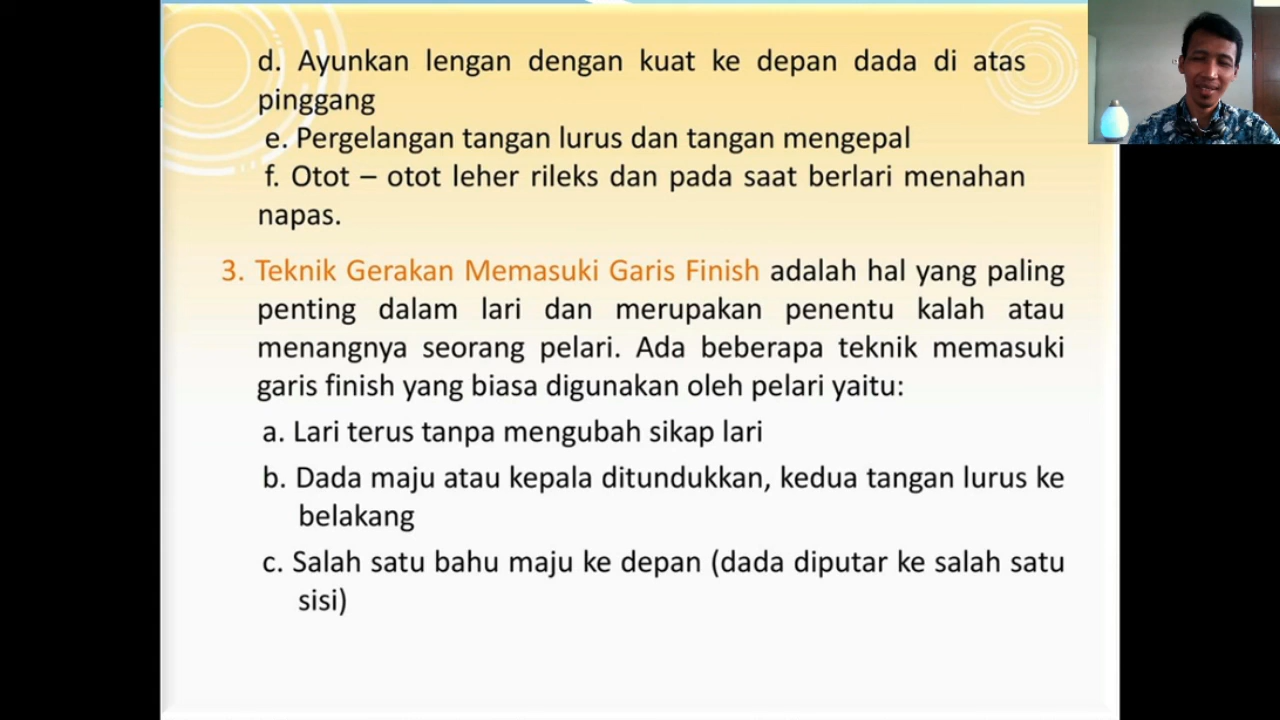 d. Ayunkan lengan dengan kuat ke depan dada di atas
pinggang
e. Pergelangan tangan lurus dan tangan mengepal
f. Otot – otot leher rileks dan pada saat berlari menahan
napas.
3. Teknik Gerakan Memasuki Garis Finish adalah hal yang paling
penting dalam lari dan merupakan penentu kalah atau
menangnya seorang pelari. Ada beberapa teknik memasuki
garis finish yang biasa digunakan oleh pelari yaitu:
a. Lari terus tanpa mengubah sikap lari
b. Dada maju atau kepala ditundukkan, kedua tangan lurus ke
belakang
c. Salah satu bahu maju ke depan (dada diputar ke salah satu
sisi)